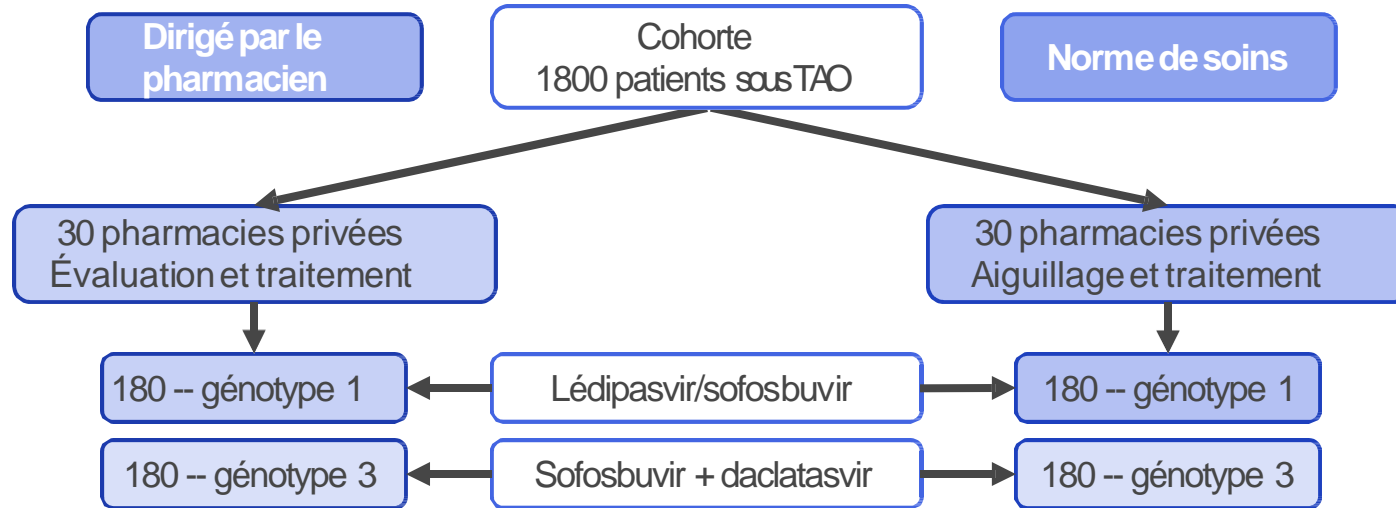 Dirigé par le
pharmacien
Cohorte
1800 patients sous TAO
Norme de soins
30 pharmacies privées
Évaluation et traitement
30 pharmacies privées
Aiguillage et traitement
180 -- génotype 1
Lédipasvir/sofosbuvir
180 -- génotype 1
180 -- génotype 3
Sofosbuvir + daclatasvir
180 -- génotype 3